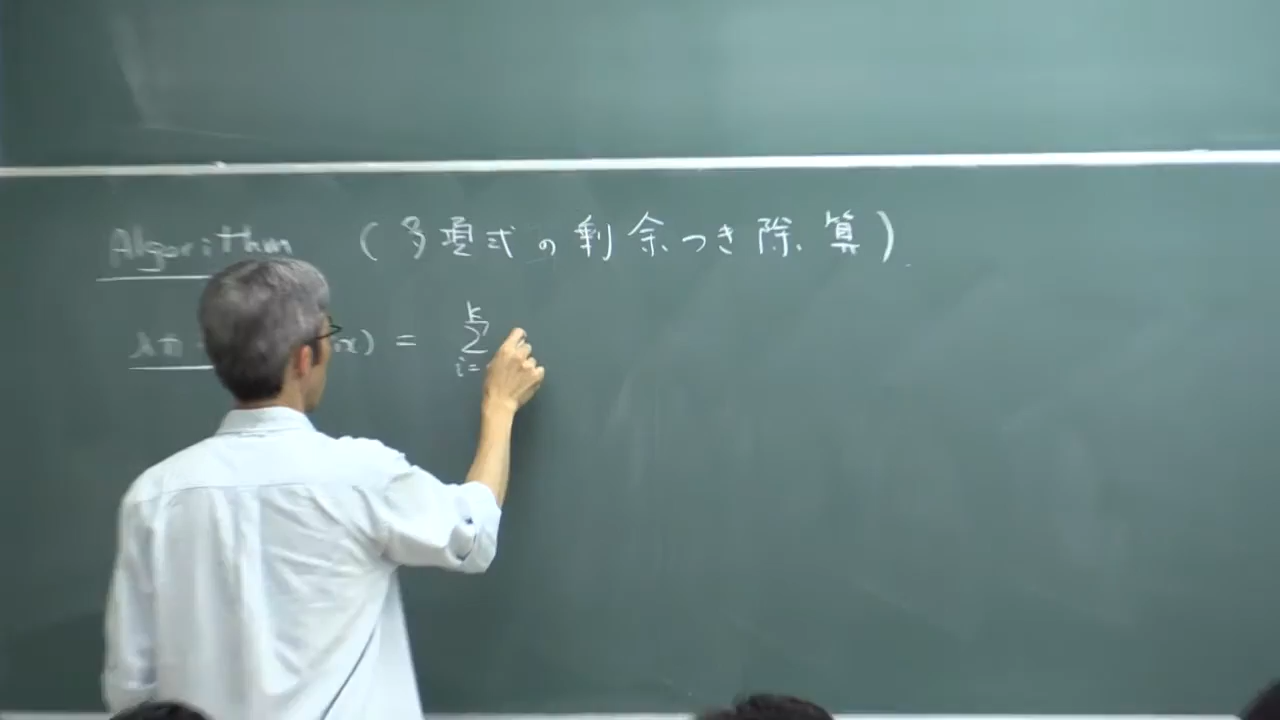 Algorithm (多項式の剰余つき除算)
入力 (x) = k Σ i=